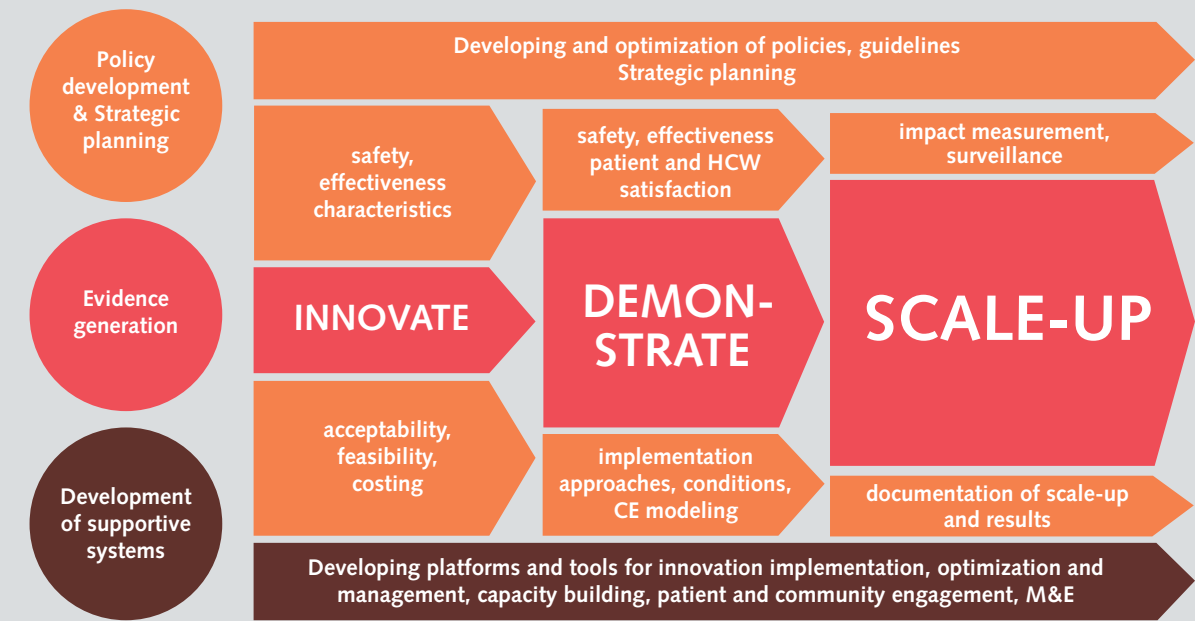 Policy
development
& Strategic
planning
Developing and optimization of policies, guidelines
Strategic planning
safety,
effectiveness
characteristics
safety, effectiveness
patient and HCW
satisfaction
impact measurement,
surveillance
Evidence
generation
INNOVATE
DEMON-
STRATE
SCALE-UP
acceptability,
feasibility,
costing
implementation
approaches, conditions,
CE modeling
documentation of scale-up
and results
Development
of supportive
systems
Developing platforms and tools for innovation implementation, optimization and
management, capacity building, patient and community engagement, M&E